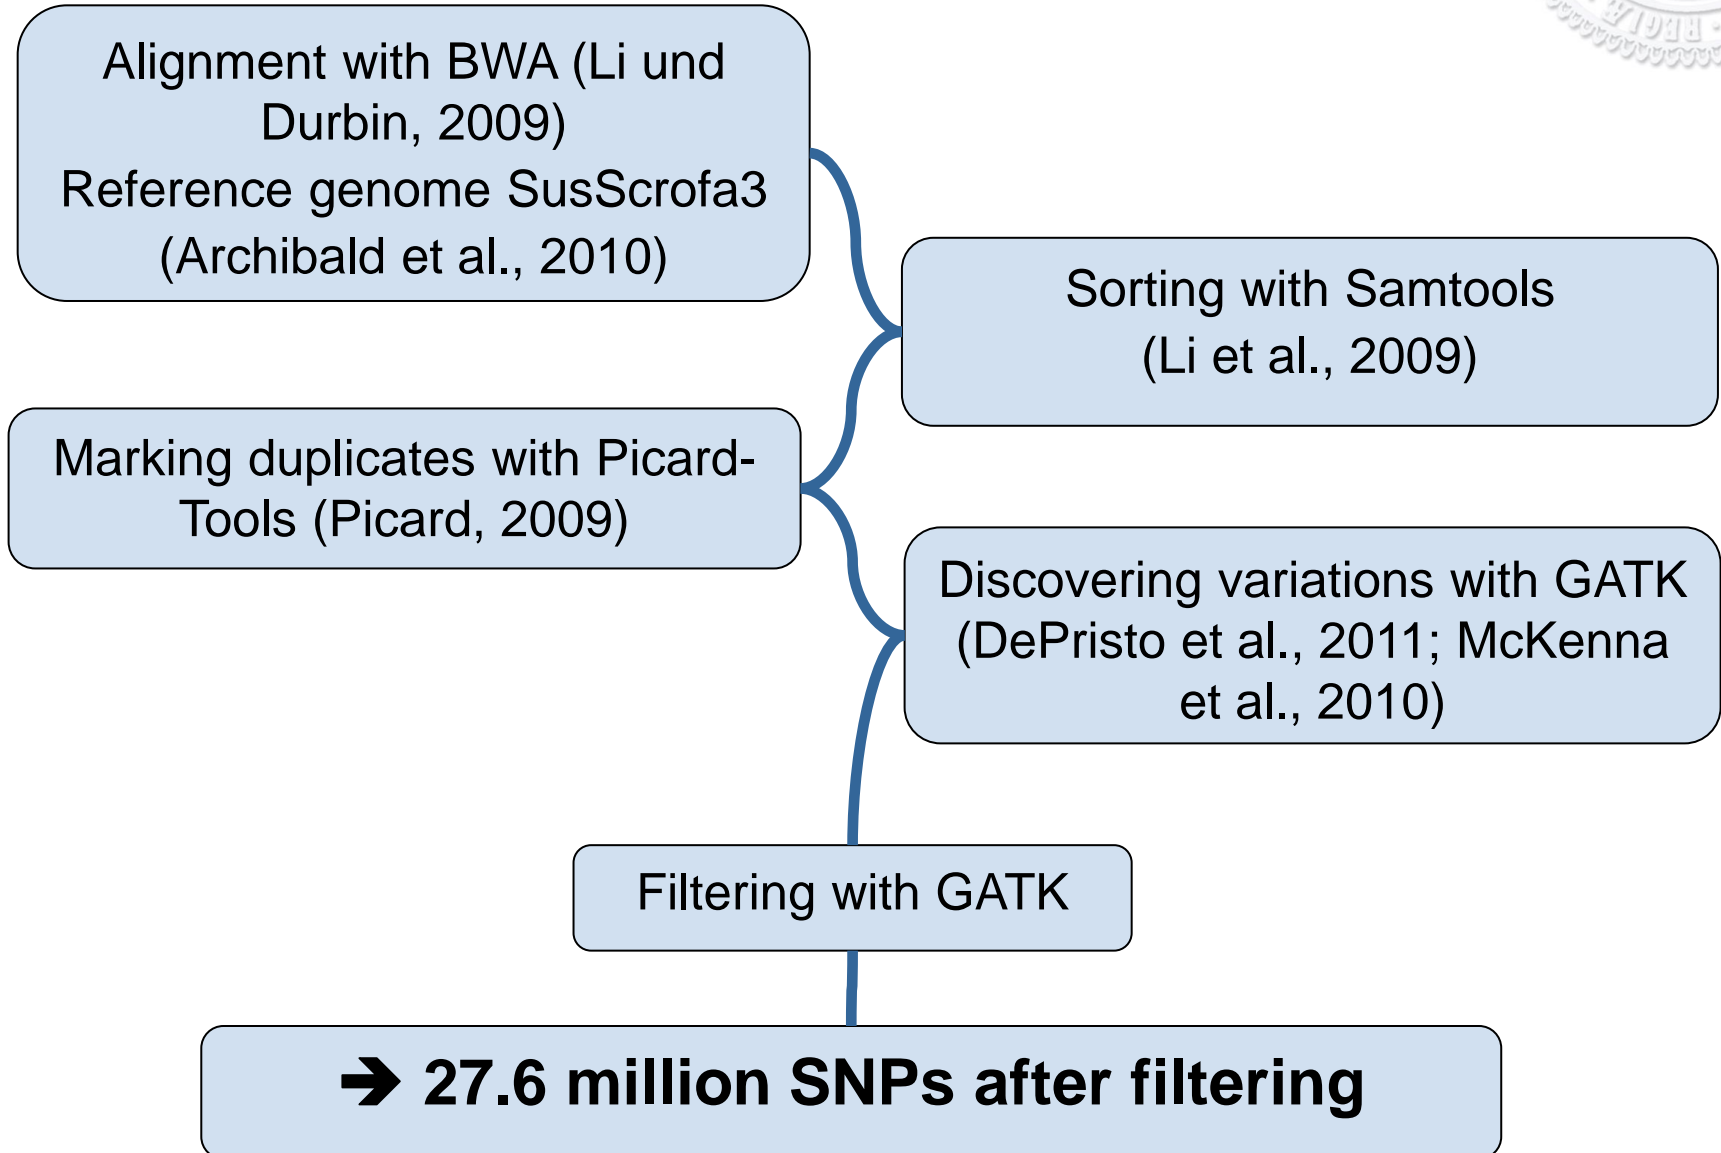 Alignment with BWA (Li und
Durbin, 2009)
Reference genome SusScrofa3
(Archibald et al., 2010)
Sorting with Samtools
(Li et al., 2009)
Marking duplicates with Picard-
Tools (Picard, 2009)
Discovering variations with GATK
(DePristo et al., 2011; McKenna
et al., 2010)
Filtering with GATK
➔ 27.6 million SNPs after filtering